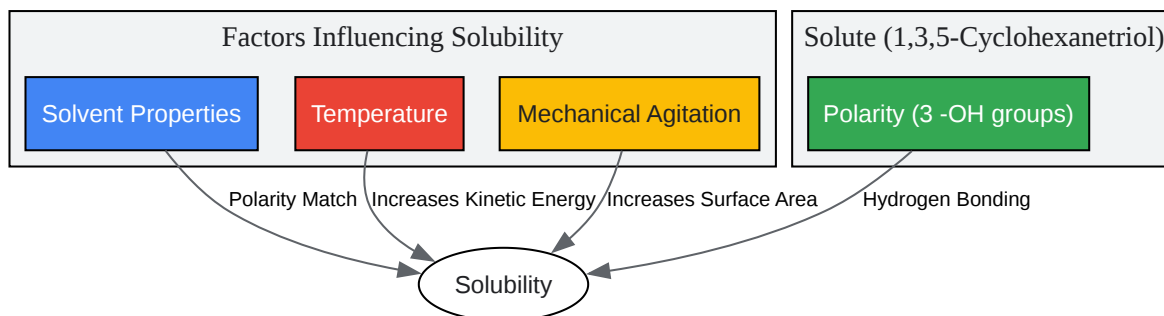 Factors Influencing Solubility
Solute (1,3,5-Cyclohexanetriol)
Solvent Properties
Temperature
Mechanical Agitation
Polarity (3 -OH groups)
Polarity Match
Increases Kinetic Energy
Increases Surface Area
Hydrogen Bonding
Solubility